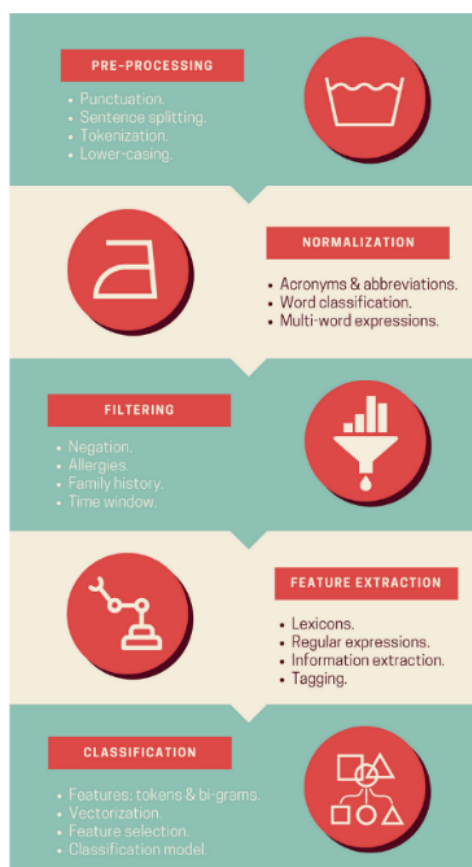 PRE-PROCESSING
• Punctuation.
• Sentence splitting.
• Tokenization.
• Lower-casing.
NORMALIZATION
• Acronyms & abbreviations.
• Word classification.
• Multi-word expressions.
FILTERING
• Negation.
• Allergies.
• Family history.
• Time window.
FEATURE EXTRACTION
• Lexicons.
• Regular expressions.
• Information extraction.
• Tagging.
CLASSIFICATION
• Features: tokens & bi-grams.
• Vectorization.
• Feature selection.
• Classification model.